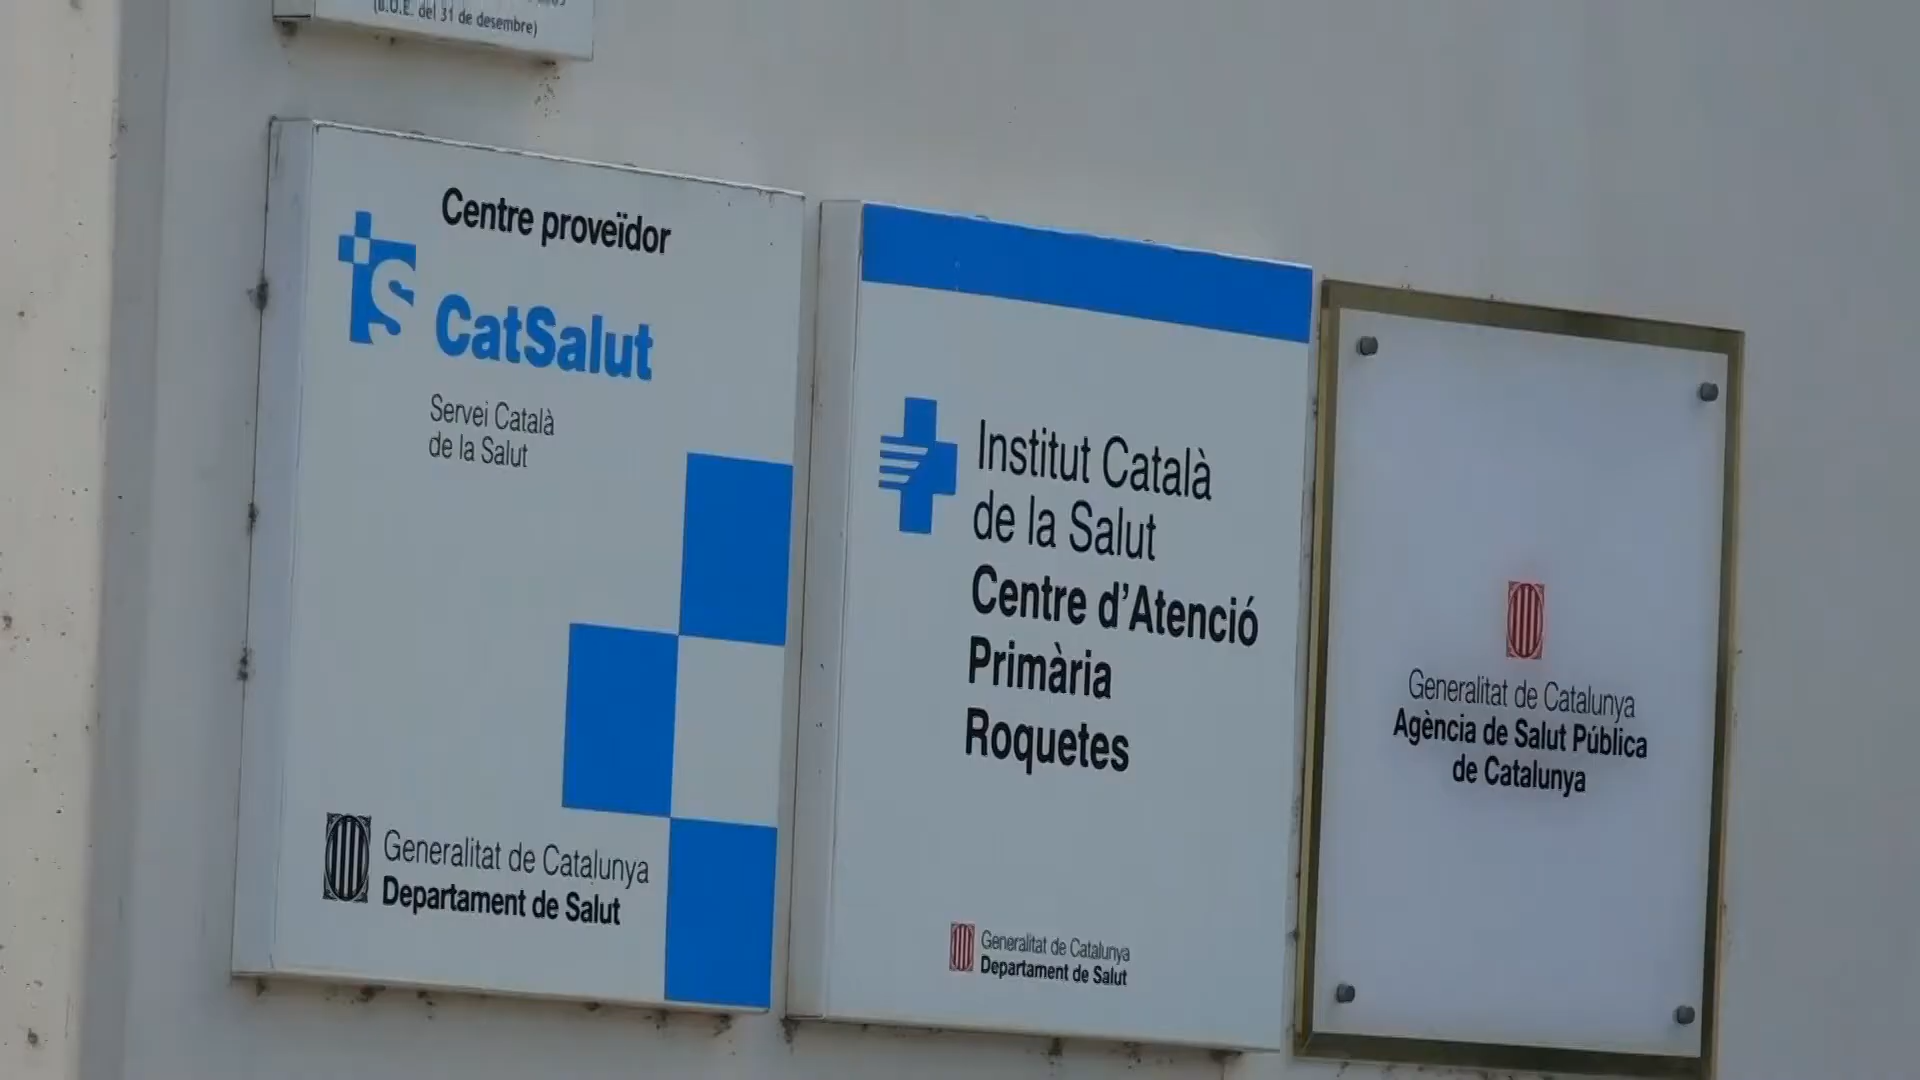 (B.O.E. del 31 de desembre)
Centre proveïdor
CatSalut
Servei Català
de la Salut
Generalitat de Catalunya
Departament de Salut
Institut Català
de la Salut
Centre d'Atenció
Primària
Roquetes
Generalitat de Catalunya
Departament de Salut
Generalitat de Catalunya
Agència de Salut Pública
de Catalunya